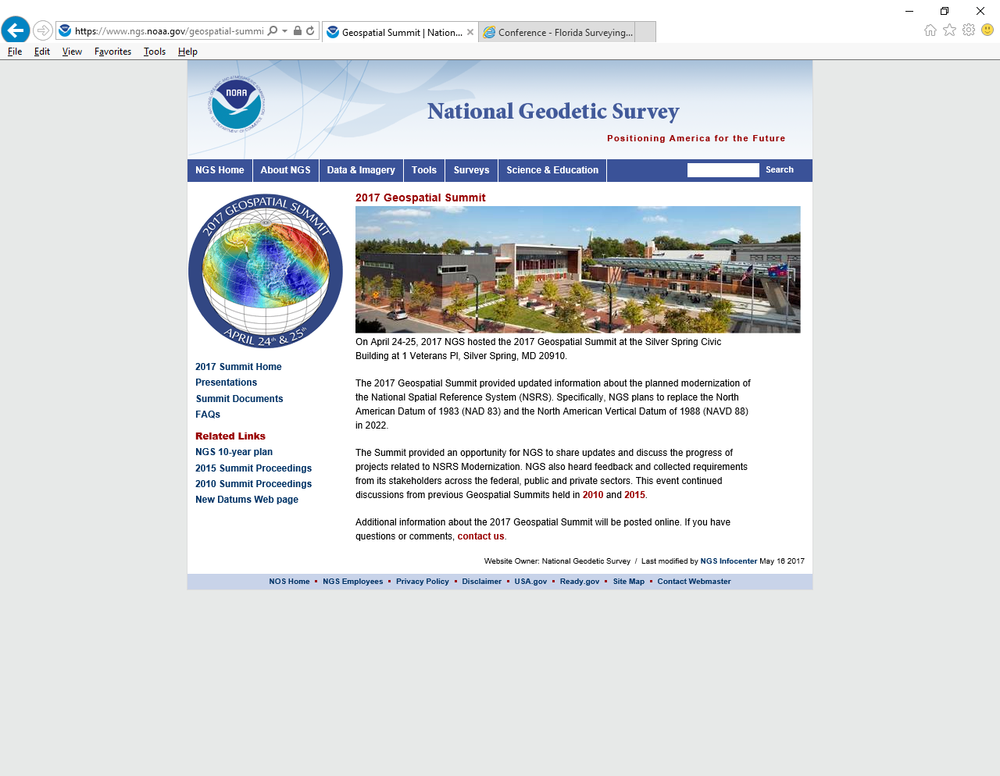 https://www.ngs.noaa.gov/geospatial-summi
Geospatial Summit | Nation...
Conference - Florida Surveying...
File Edit View Favorites Tools Help
NOAA
NATIONAL OCEANIC AND ATMOSPHERIC ADMINISTRATION
U.S. DEPARTMENT OF COMMERCE
National Geodetic Survey
Positioning America for the Future
NGS Home About NGS Data & Imagery Tools Surveys Science & Education Search
2017 GEOSPATIAL SUMMIT
APRIL 24th & 25th
2017 Summit Home
Presentations
Summit Documents
FAQs
Related Links
NGS 10-year plan
2015 Summit Proceedings
2010 Summit Proceedings
New Datums Web page
2017 Geospatial Summit
On April 24-25, 2017 NGS hosted the 2017 Geospatial Summit at the Silver Spring Civic
Building at 1 Veterans Pl, Silver Spring, MD 20910.
The 2017 Geospatial Summit provided updated information about the planned modernization of
the National Spatial Reference System (NSRS). Specifically, NGS plans to replace the North
American Datum of 1983 (NAD 83) and the North American Vertical Datum of 1988 (NAVD 88)
in 2022.
The Summit provided an opportunity for NGS to share updates and discuss the progress of
projects related to NSRS Modernization. NGS also heard feedback and collected requirements
from its stakeholders across the federal, public and private sectors. This event continued
discussions from previous Geospatial Summits held in 2010 and 2015.
Additional information about the 2017 Geospatial Summit will be posted online. If you have
questions or comments, contact us.
Website Owner: National Geodetic Survey / Last modified by NGS Infocenter May 16 2017
NOS Home ▪ NGS Employees ▪ Privacy Policy ▪ Disclaimer ▪ USA.gov ▪ Ready.gov ▪ Site Map ▪ Contact Webmaster